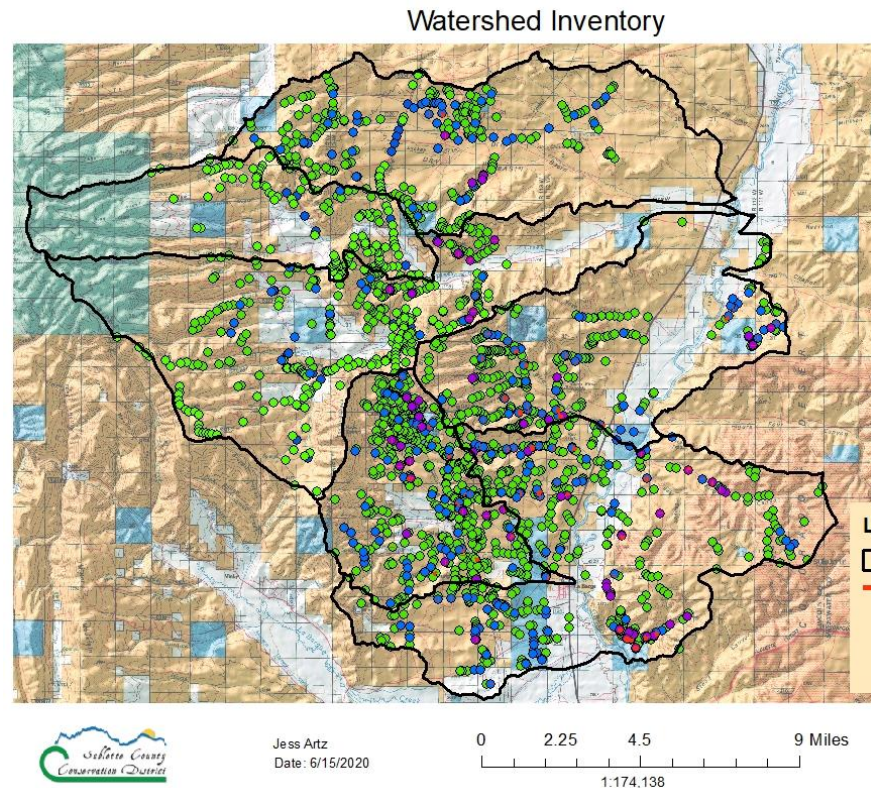 Watershed Inventory
L
Sublette County
Conservation District
Jess Artz
Date: 6/15/2020
0 2.25 4.5 9 Miles
1:174,138